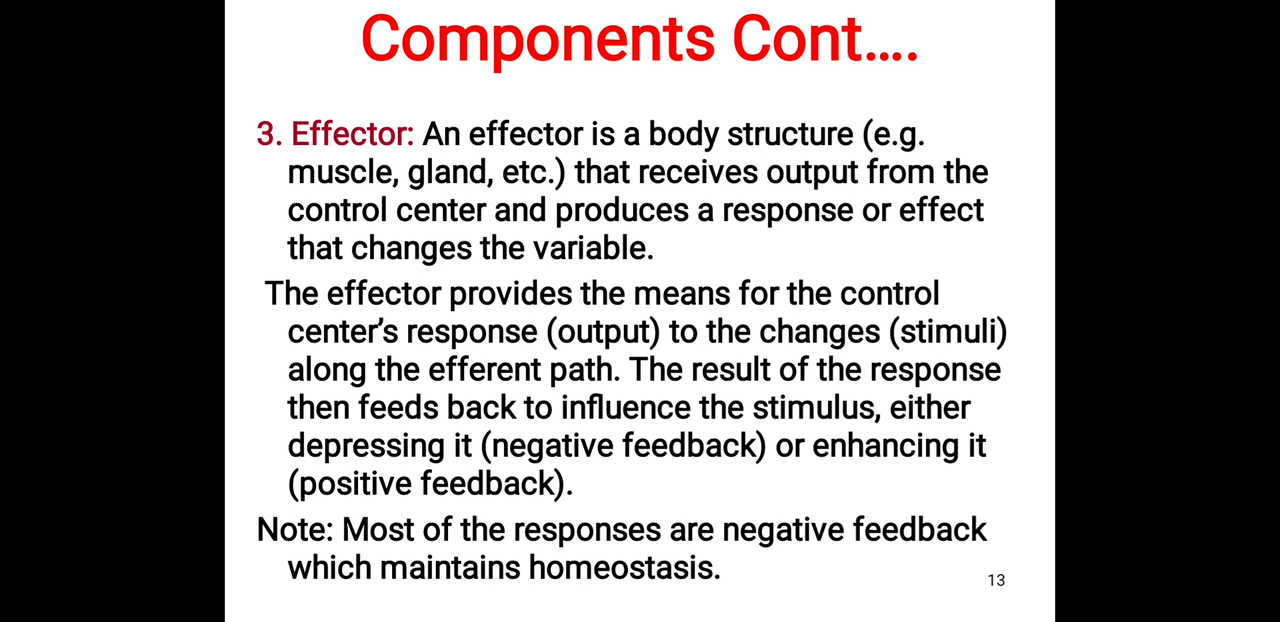 Components Cont….
3. Effector: An effector is a body structure (e.g.
muscle, gland, etc.) that receives output from the
control center and produces a response or effect
that changes the variable.
The effector provides the means for the control
center’s response (output) to the changes (stimuli)
along the efferent path. The result of the response
then feeds back to influence the stimulus, either
depressing it (negative feedback) or enhancing it
(positive feedback).
Note: Most of the responses are negative feedback
which maintains homeostasis.
13